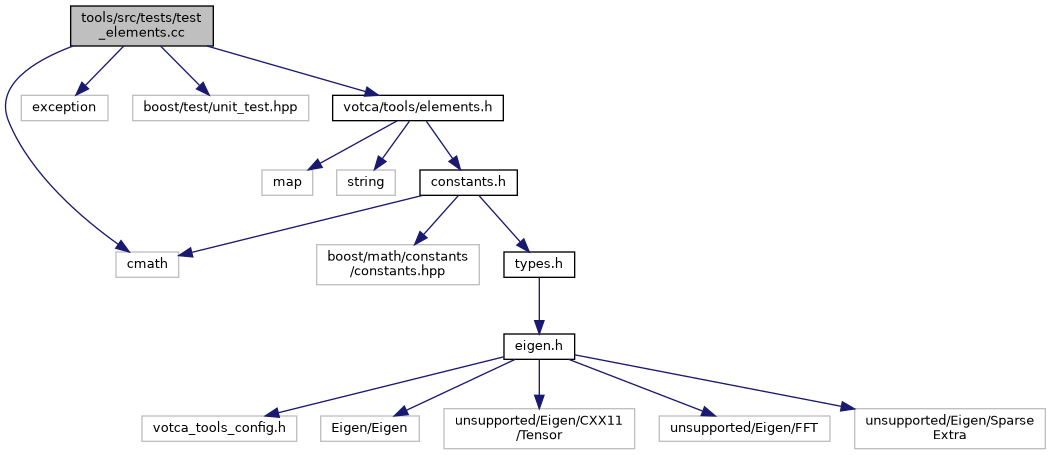 tools/src/tests/test
_elements.cc
exception
boost/test/unit_test.hpp
votca/tools/elements.h
map
string
constants.h
cmath
boost/math/constants
/constants.hpp
types.h
eigen.h
votca_tools_config.h
Eigen/Eigen
unsupported/Eigen/CXX11
/Tensor
unsupported/Eigen/FFT
unsupported/Eigen/Sparse
Extra